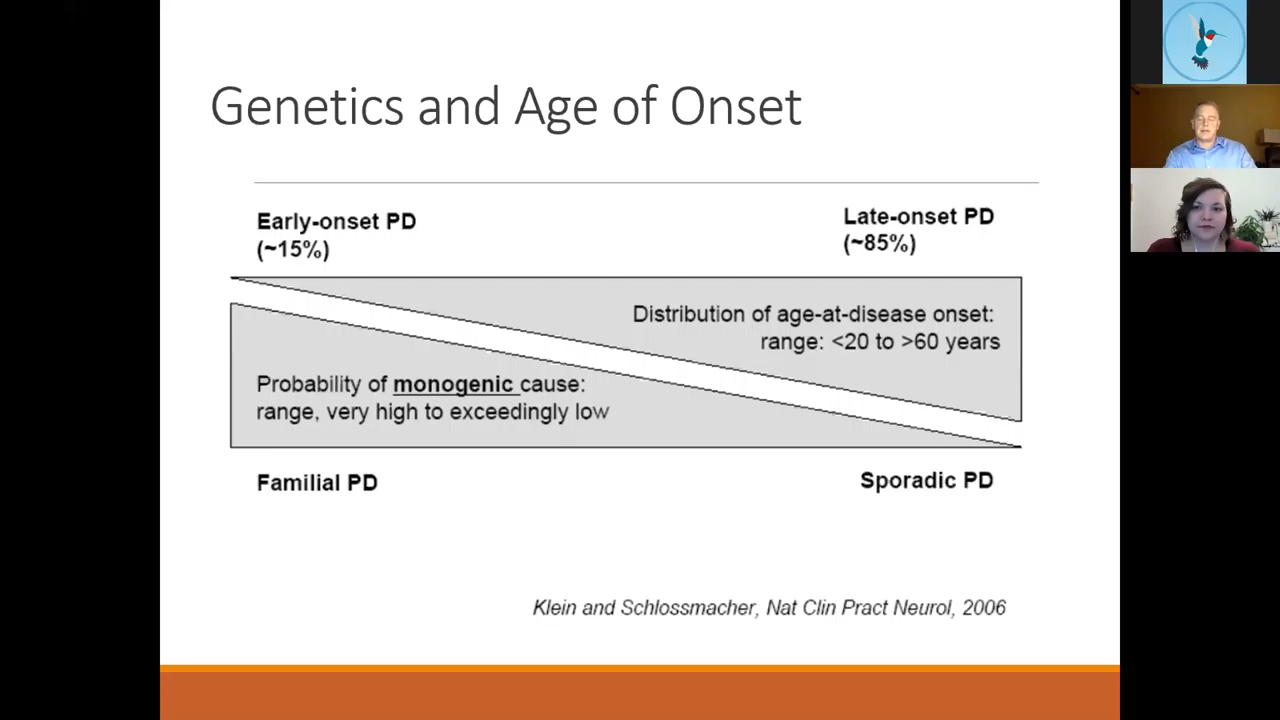 Genetics and Age of Onset
Early-onset PD
(~15%)
Late-onset PD
(~85%)
Distribution of age-at-disease onset:
range: <20 to >60 years
Probability of monogenic cause:
range, very high to exceedingly low
Familial PD
Sporadic PD
Klein and Schlossmacher, Nat Clin Pract Neurol, 2006